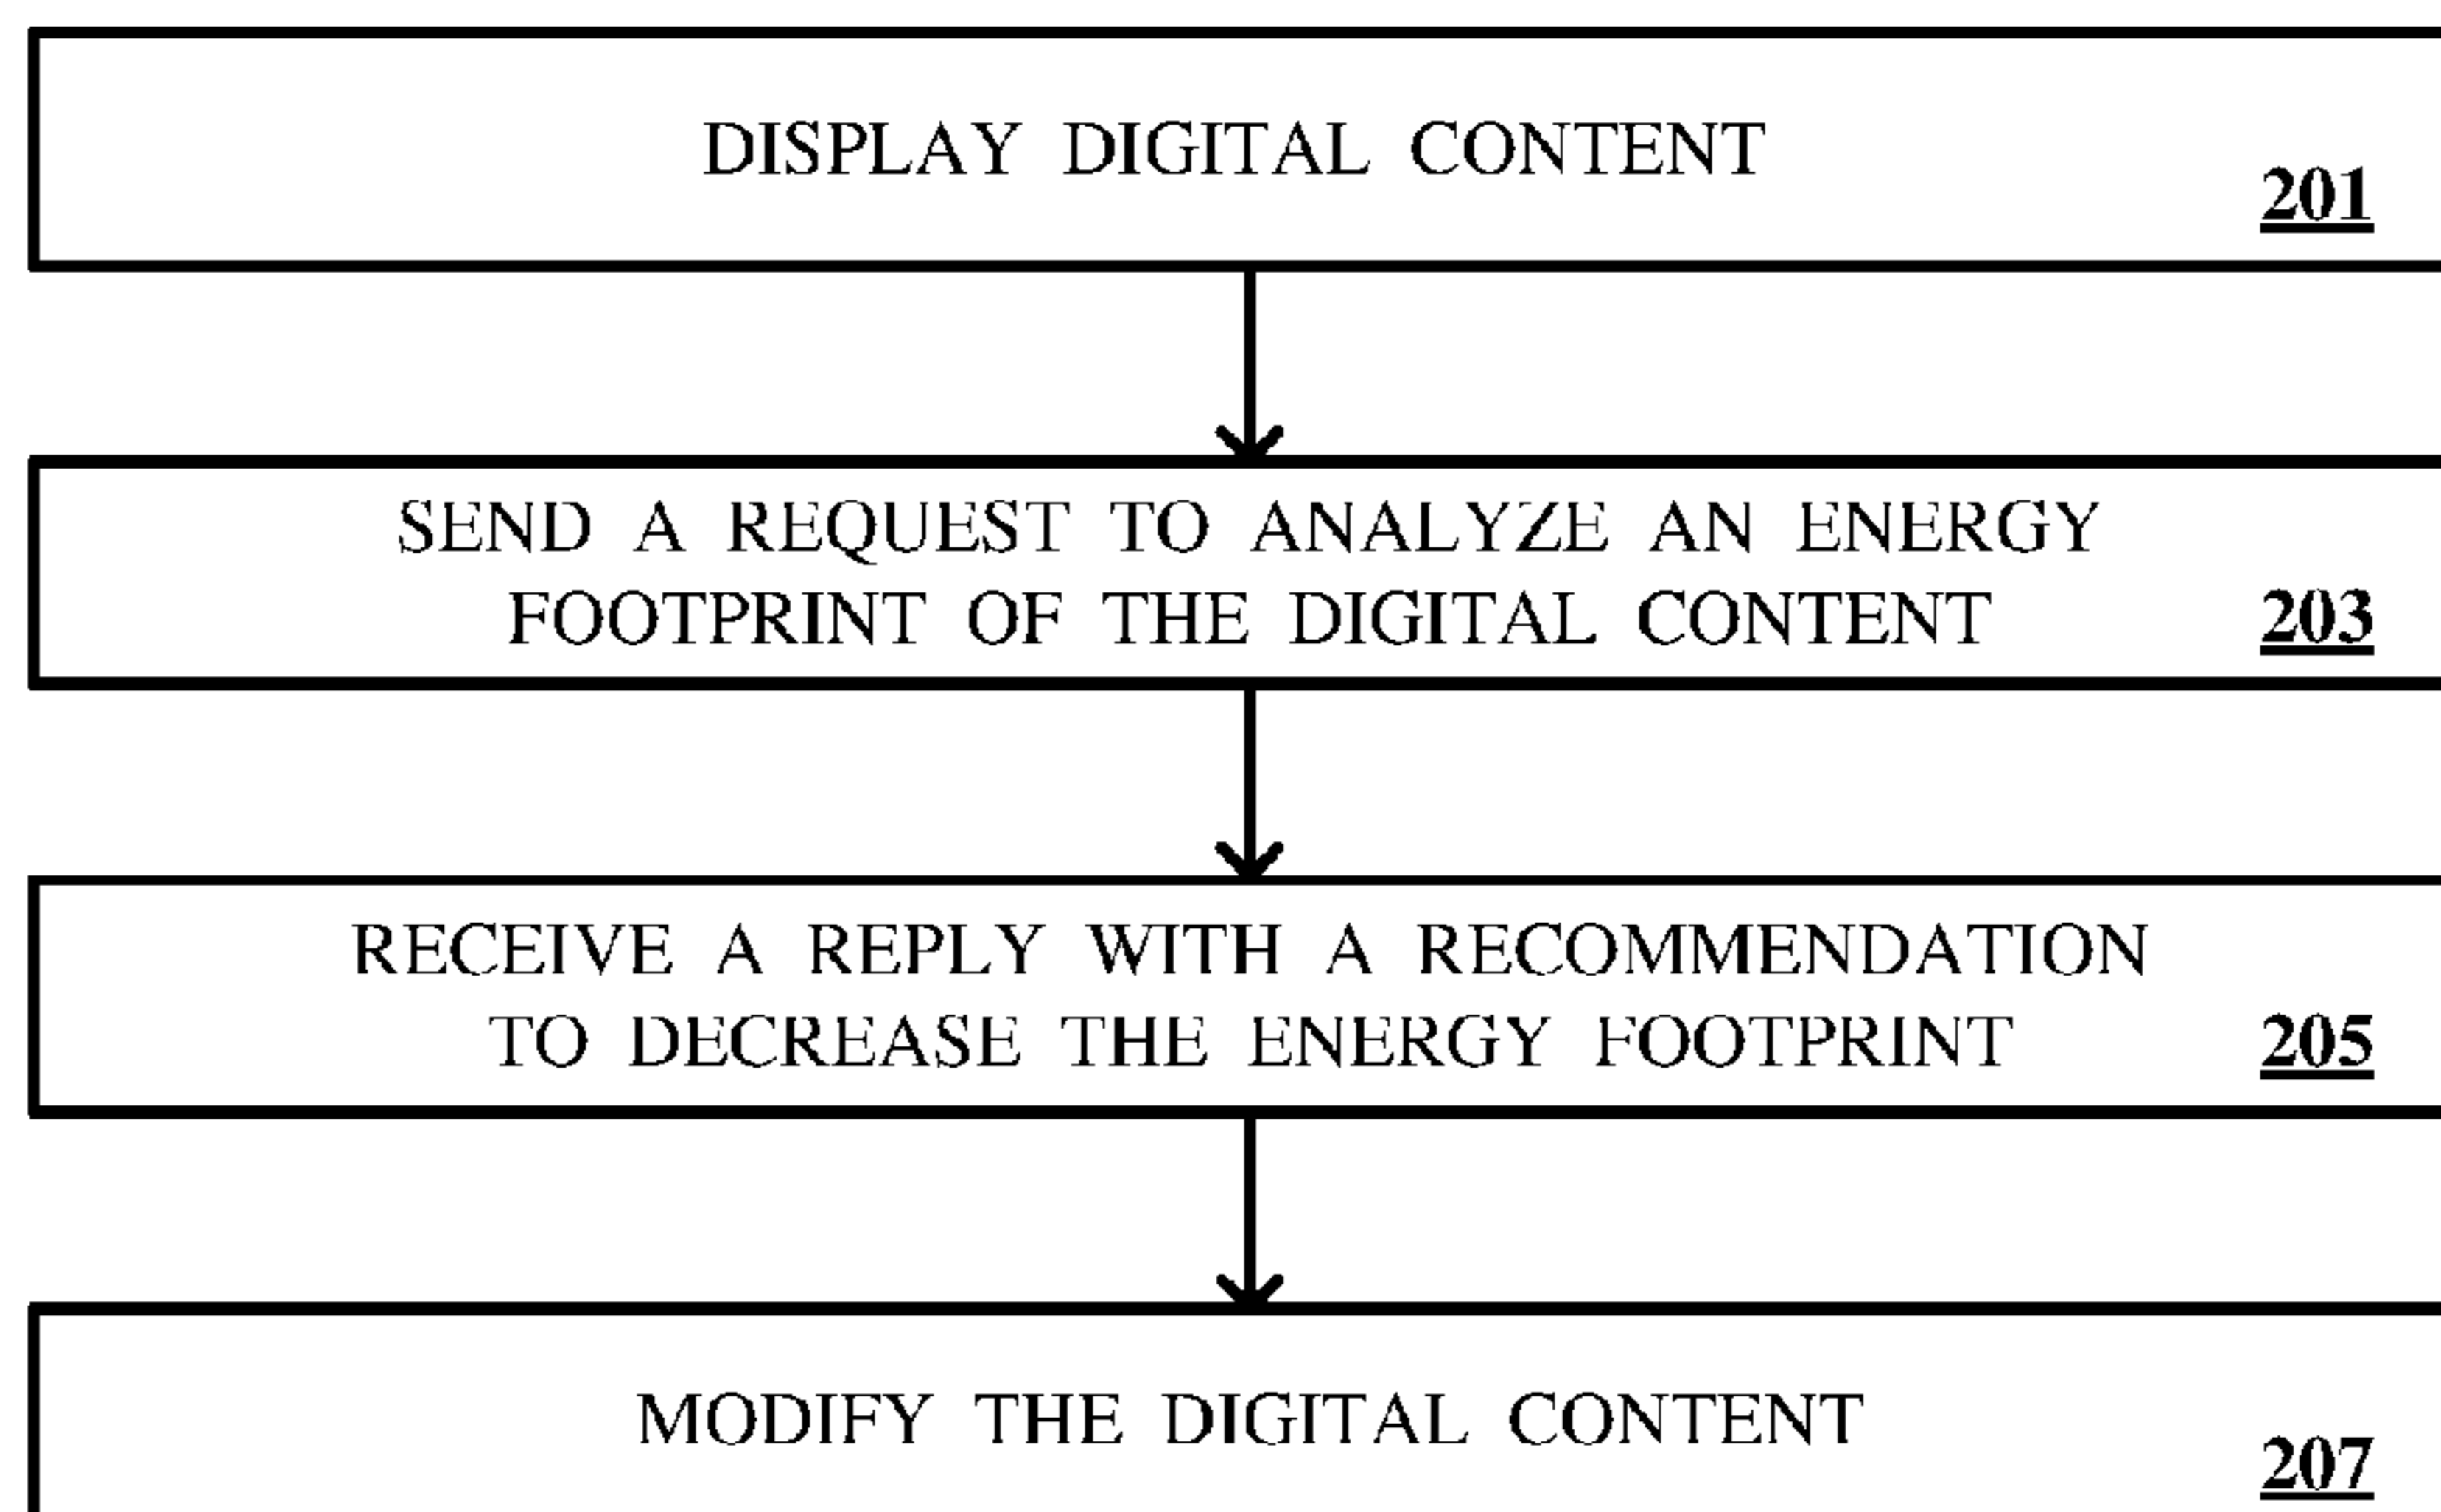 DISPLAY DIGITAL CONTENT
201
SEND A REQUEST TO ANALYZE AN ENERGY
FOOTPRINT OF THE DIGITAL CONTENT
203
RECEIVE A REPLY WITH A RECOMMENDATION
TO DECREASE THE ENERGY FOOTPRINT
205
MODIFY THE DIGITAL CONTENT
207